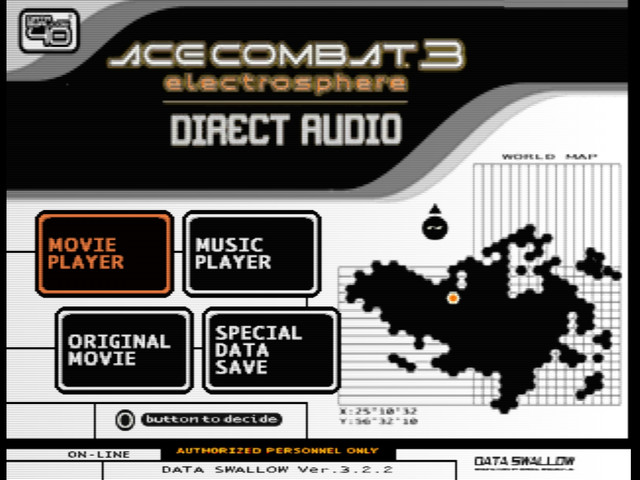 ACE COMBAT 3
electrosphere
DIRECT AUDIO
WORLD MAP
MOVIE
PLAYER
MUSIC
PLAYER
ORIGINAL
MOVIE
SPECIAL
DATA
SAVE
X:25°10'32
Y:56°32'10
button to decide
ON-LINE
AUTHORIZED PERSONNEL ONLY
DATA SWALLOW Ver.3.2.2
DATA SWALLOW